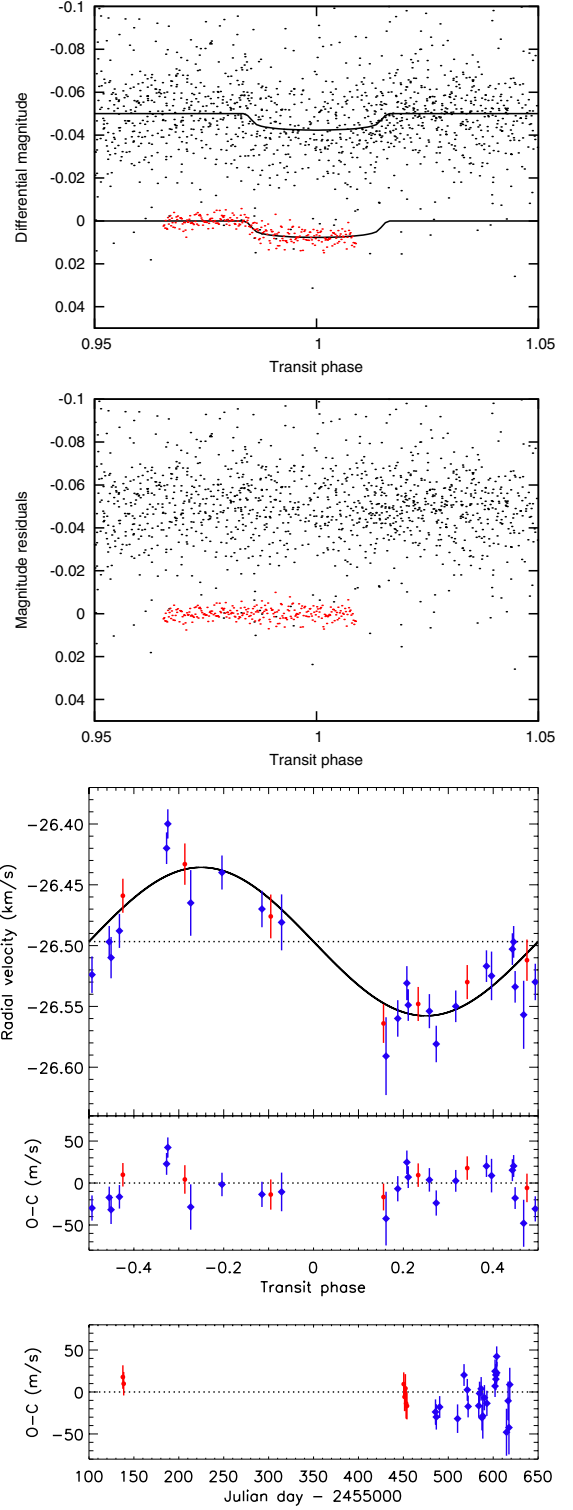 -0.1
-0.08
-0.06
-0.04
-0.02
0
0.02
0.04
Differential magnitude
0.95 1 1.05
Transit phase
-0.1
-0.08
-0.06
-0.04
-0.02
0
0.02
0.04
Magnitude residuals
0.95 1 1.05
Transit phase
−26.40
−26.45
−26.50
−26.55
−26.60
Radial velocity (km/s)
50
0
−50
O−C (m/s)
−0.4 −0.2 0 0.2 0.4
Transit phase
50
0
−50
O−C (m/s)
100 150 200 250 300 350 400 450 500 550 600 650
Julian day − 2455000